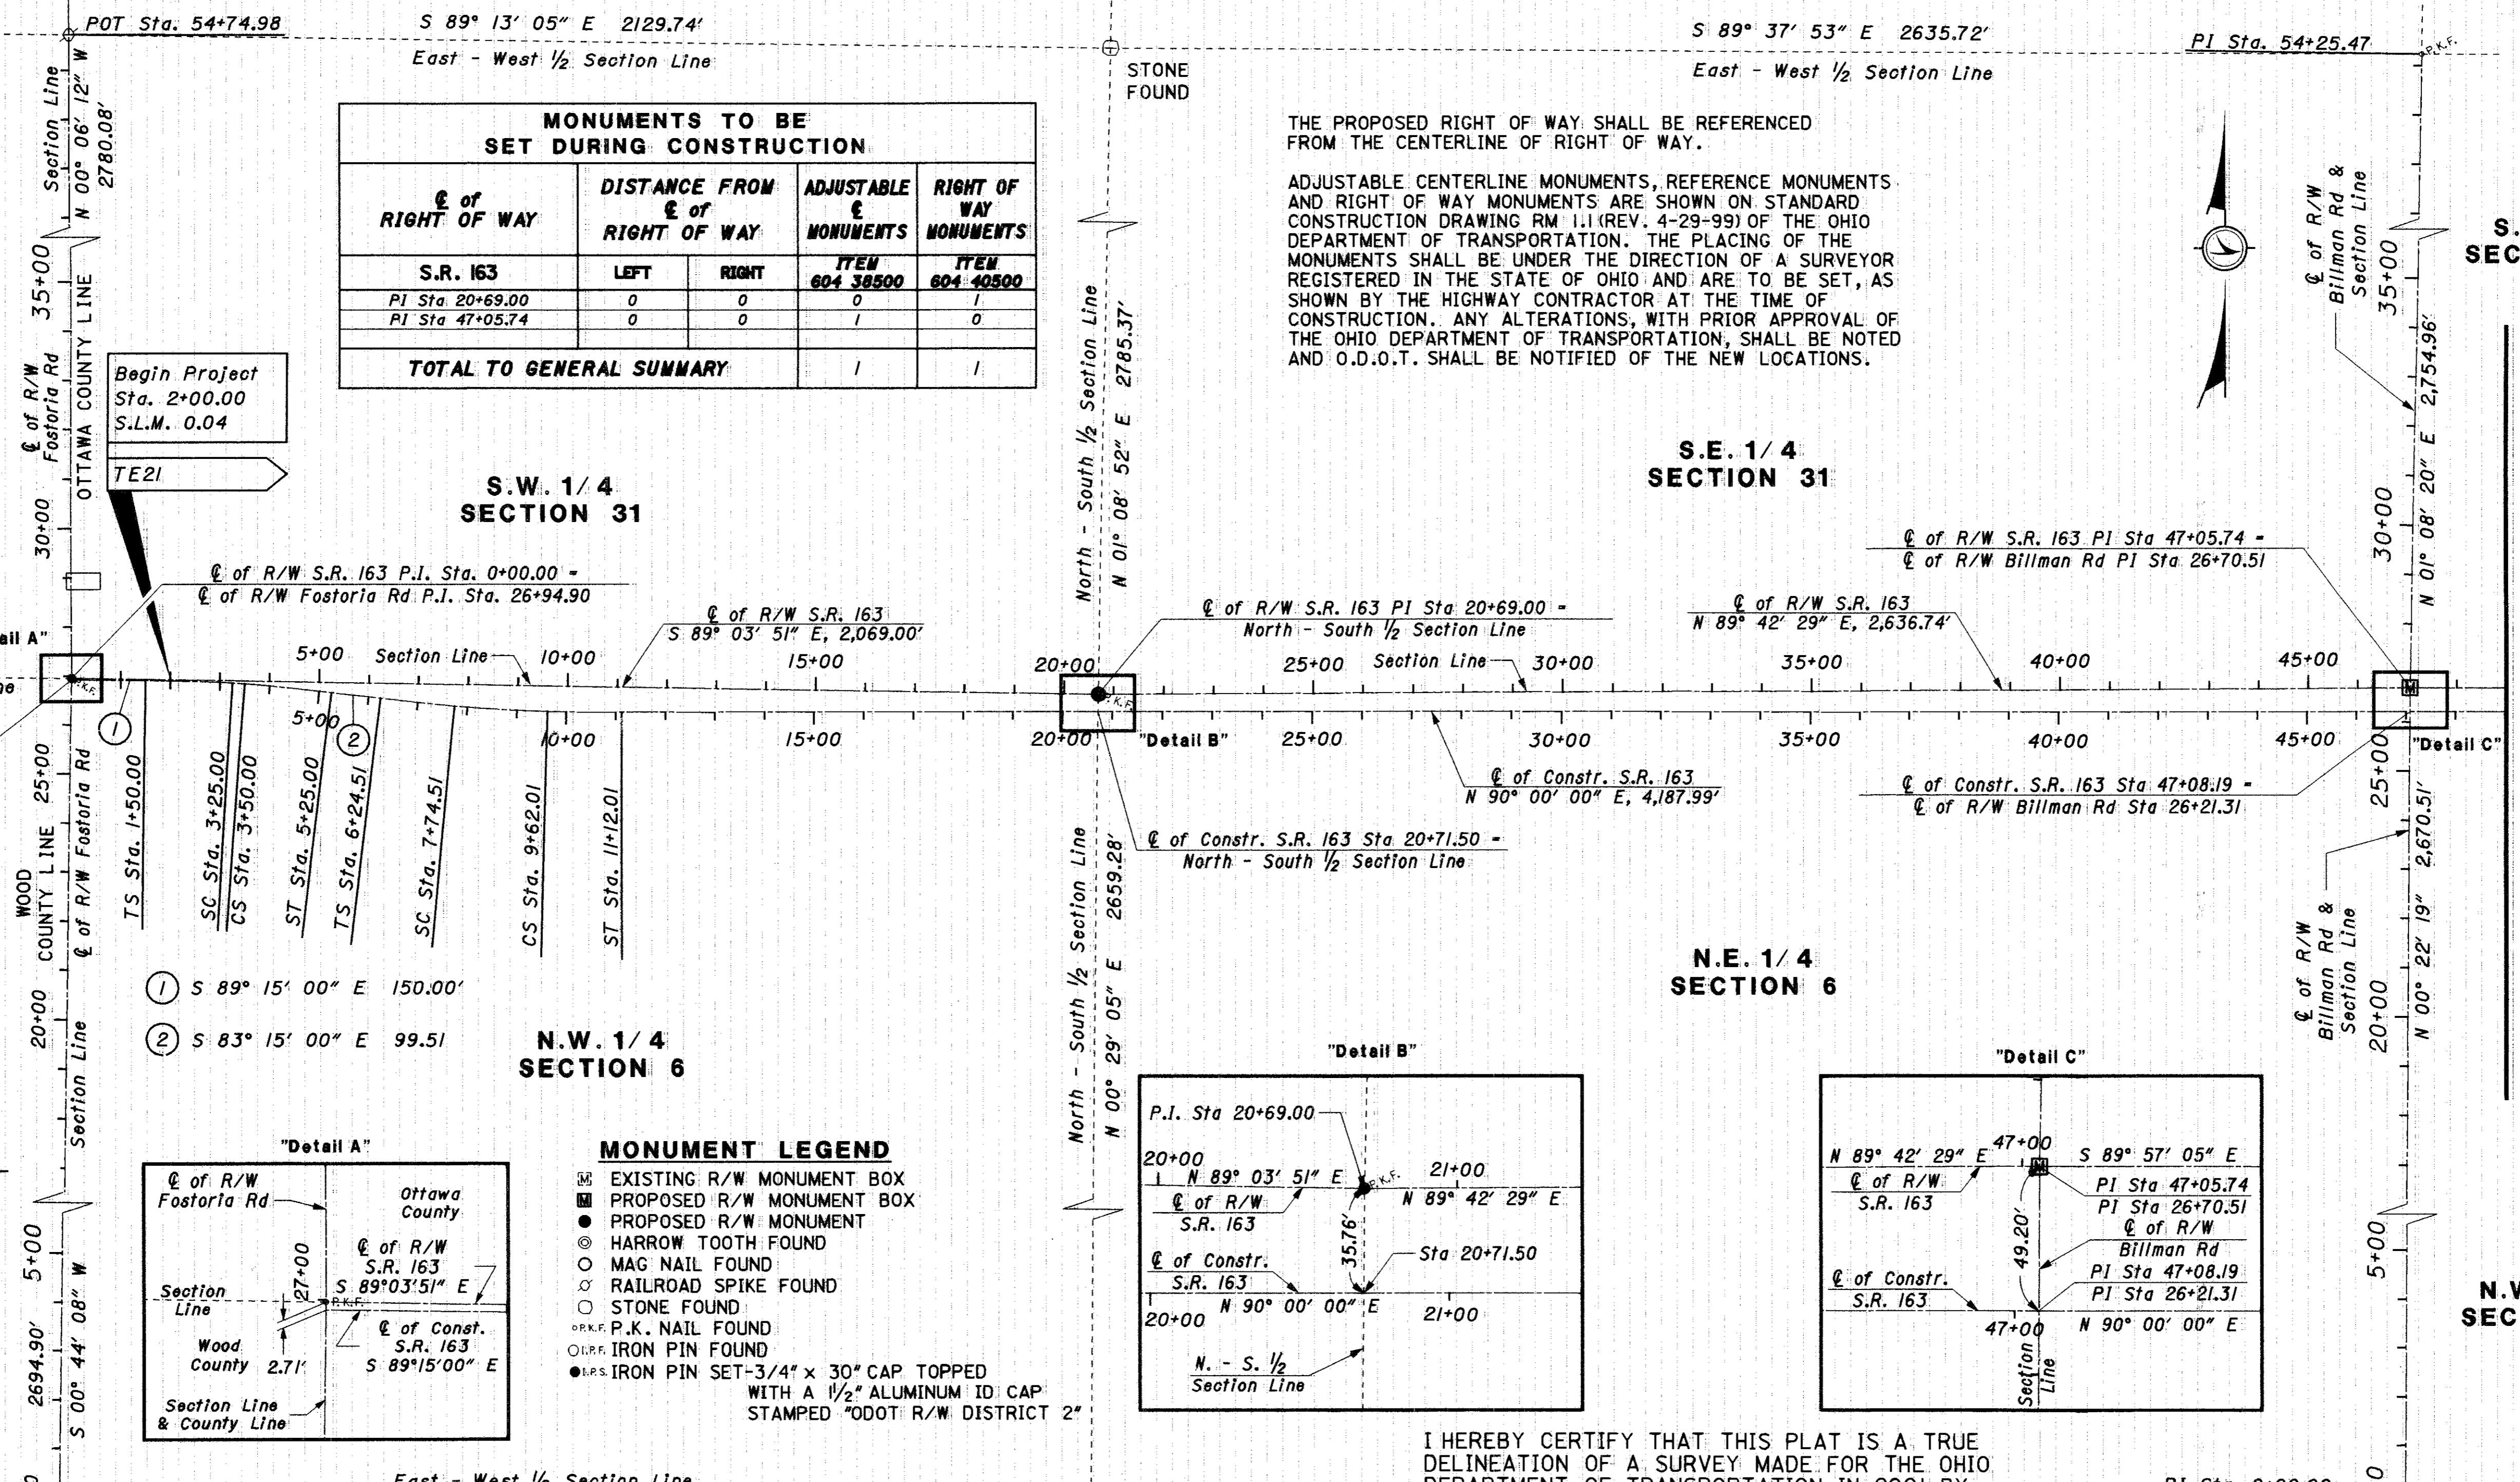 POT Sta. 54+74.98
S 89° 13' 05" E 2129.74'
East - West 1/2 Section Line
STONE
FOUND
S 89° 37' 53" E 2635.72'
East - West 1/2 Section Line
PI Sta. 54+25.47
P.K.F.
Section Line
N 00° 06' 12" W
2780.08'
MONUMENTS TO BE
SET DURING CONSTRUCTION
℄ of
RIGHT OF WAY
DISTANCE FROM
℄ of
RIGHT OF WAY
ADJUSTABLE
℄
MONUMENTS
RIGHT OF
WAY
MONUMENTS
S.R. 163 LEFT RIGHT
ITEM
604 38500
ITEM
604 40500
PI Sta 20+69.00 0 0 0 1
PI Sta 47+05.74 0 0 1 0
TOTAL TO GENERAL SUMMARY 1 1
THE PROPOSED RIGHT OF WAY SHALL BE REFERENCED
FROM THE CENTERLINE OF RIGHT OF WAY.
ADJUSTABLE CENTERLINE MONUMENTS, REFERENCE MONUMENTS
AND RIGHT OF WAY MONUMENTS ARE SHOWN ON STANDARD
CONSTRUCTION DRAWING RM 1.1 (REV. 4-29-99) OF THE OHIO
DEPARTMENT OF TRANSPORTATION. THE PLACING OF THE
MONUMENTS SHALL BE UNDER THE DIRECTION OF A SURVEYOR
REGISTERED IN THE STATE OF OHIO AND ARE TO BE SET, AS
SHOWN BY THE HIGHWAY CONTRACTOR AT THE TIME OF
CONSTRUCTION. ANY ALTERATIONS, WITH PRIOR APPROVAL OF
THE OHIO DEPARTMENT OF TRANSPORTATION, SHALL BE NOTED
AND O.D.O.T. SHALL BE NOTIFIED OF THE NEW LOCATIONS.
℄ of R/W
Billman Rd &
Section Line
35+00
2,754.96'
N 01° 08' 20" E
30+00
35+00
OTTAWA COUNTY LINE
℄ of R/W
Fostoria Rd
30+00
Begin Project
Sta. 2+00.00
S.L.M. 0.04
TE21
S.W. 1/4
SECTION 31
North - South 1/2 Section Line
N 01° 08' 52" E 2785.37'
S.E. 1/4
SECTION 31
℄ of R/W S.R. 163 P.I. Sta. 0+00.00 =
℄ of R/W Fostoria Rd P.I. Sta. 26+94.90
℄ of R/W S.R. 163
S 89° 03' 51" E, 2,069.00'
℄ of R/W S.R. 163 PI Sta 20+69.00 =
North - South 1/2 Section Line
℄ of R/W S.R. 163
N 89° 42' 29" E, 2,636.74'
℄ of R/W S.R. 163 PI Sta 47+05.74 =
℄ of R/W Billman Rd PI Sta 26+70.51
ail A"
5+00 Section Line 10+00 15+00 20+00 25+00 Section Line 30+00 35+00 40+00 45+00
P.K.F.
P.K.F.
1
5+00 2 10+00 15+00 20+00 "Detail B" 25+00 30+00 35+00 40+00 45+00 "Detail C"
TS Sta. 1+50.00
SC Sta. 3+25.00
CS Sta. 3+50.00
ST Sta. 5+25.00
TS Sta. 6+24.51
SC Sta. 7+74.51
CS Sta. 9+62.01
ST Sta. 11+12.01
℄ of Constr. S.R. 163
N 90° 00' 00" E, 4,187.99'
℄ of Constr. S.R. 163 Sta 47+08.19 =
℄ of R/W Billman Rd Sta 26+21.31
℄ of Constr. S.R. 163 Sta 20+71.50 =
North - South 1/2 Section Line
WOOD
COUNTY LINE
25+00
℄ of R/W Fostoria Rd
20+00
Section Line
5+00
2694.90'
S 00° 44' 08" W
1 S 89° 15' 00" E 150.00'
2 S 83° 15' 00" E 99.51
N.W. 1/4
SECTION 6
North - South 1/2 Section Line
N 00° 29' 05" E 2659.28'
N.E. 1/4
SECTION 6
25+00
2,670.51'
℄ of R/W
Billman Rd &
Section Line
20+00
N 00° 22' 19" W
5+00
"Detail A"
℄ of R/W
Fostoria Rd
Ottawa
County
27+00
℄ of R/W
S.R. 163
S 89°03'51" E
Section
Line
P.K.F.
Wood
County
2.71'
℄ of Const.
S.R. 163
S 89°15'00" E
Section Line
& County Line
MONUMENT LEGEND
EXISTING R/W MONUMENT BOX
PROPOSED R/W MONUMENT BOX
PROPOSED R/W MONUMENT
HARROW TOOTH FOUND
MAG NAIL FOUND
RAILROAD SPIKE FOUND
STONE FOUND
P.K.F. P.K. NAIL FOUND
I.P.F. IRON PIN FOUND
I.P.S. IRON PIN SET-3/4" x 30" CAP TOPPED
WITH A 1 1/2" ALUMINUM ID CAP
STAMPED "ODOT R/W DISTRICT 2"
"Detail B"
P.I. Sta 20+69.00
20+00
N 89° 03' 51" E
P.K.F.
21+00
N 89° 42' 29" E
℄ of R/W
S.R. 163
35.76'
Sta 20+71.50
℄ of Constr.
S.R. 163
N 90° 00' 00" E
20+00
21+00
N. - S. 1/2
Section Line
"Detail C"
47+00
N 89° 42' 29" E
S 89° 57' 05" E
℄ of R/W
S.R. 163
PI Sta 47+05.74
PI Sta 26+70.51
49.20'
℄ of R/W
Billman Rd
PI Sta 47+08.19
PI Sta 26+21.31
℄ of Constr.
S.R. 163
47+00
N 90° 00' 00" E
Section
Line
I HEREBY CERTIFY THAT THIS PLAT IS A TRUE
DELINEATION OF A SURVEY MADE FOR THE OHIO
East - West 1/2 Section Line